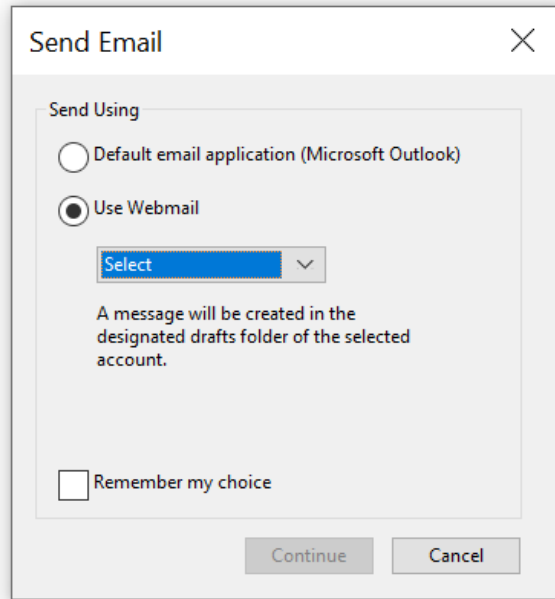 Send Email
Send Using
Default email application (Microsoft Outlook)
Use Webmail
Select
A message will be created in the
designated drafts folder of the selected
account.
Remember my choice
Continue
Cancel